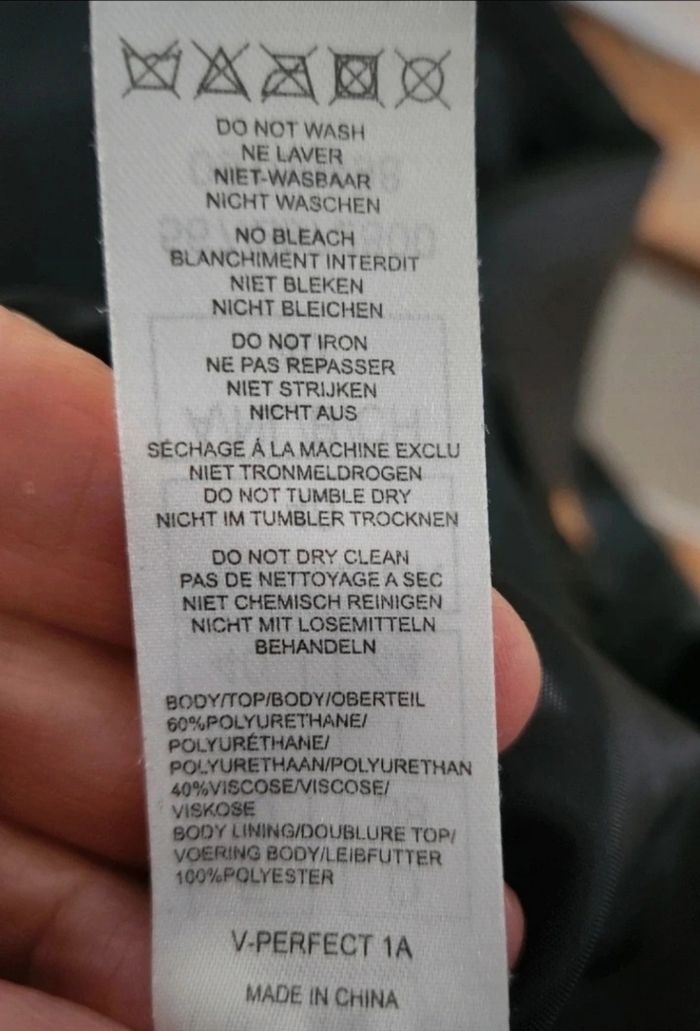 DO NOT WASH
NE LAVER
NIET-WASBAAR
NICHT WASCHEN
NO BLEACH
BLANCHIMENT INTERDIT
NIET BLEKEN
NICHT BLEICHEN
DO NOT IRON
NE PAS REPASSER
NIET STRIJKEN
NICHT AUS
SÉCHAGE Á LA MACHINE EXCLU
NIET TRONMELDROGEN
DO NOT TUMBLE DRY
NICHT IM TUMBLER TROCKNEN
DO NOT DRY CLEAN
PAS DE NETTOYAGE A SEC
NIET CHEMISCH REINIGEN
NICHT MIT LOSEMITTELN
BEHANDELN
BODY/TOP/BODY/OBERTEIL
60%POLYURETHANE/
POLYURÉTHANE/
POLYURETHAAN/POLYURETHAN
40%VISCOSE/VISCOSE/
VISKOSE
BODY LINING/DOUBLURE TOP/
VOERING BODY/LEIBFUTTER
100%POLYESTER
V-PERFECT 1A
MADE IN CHINA